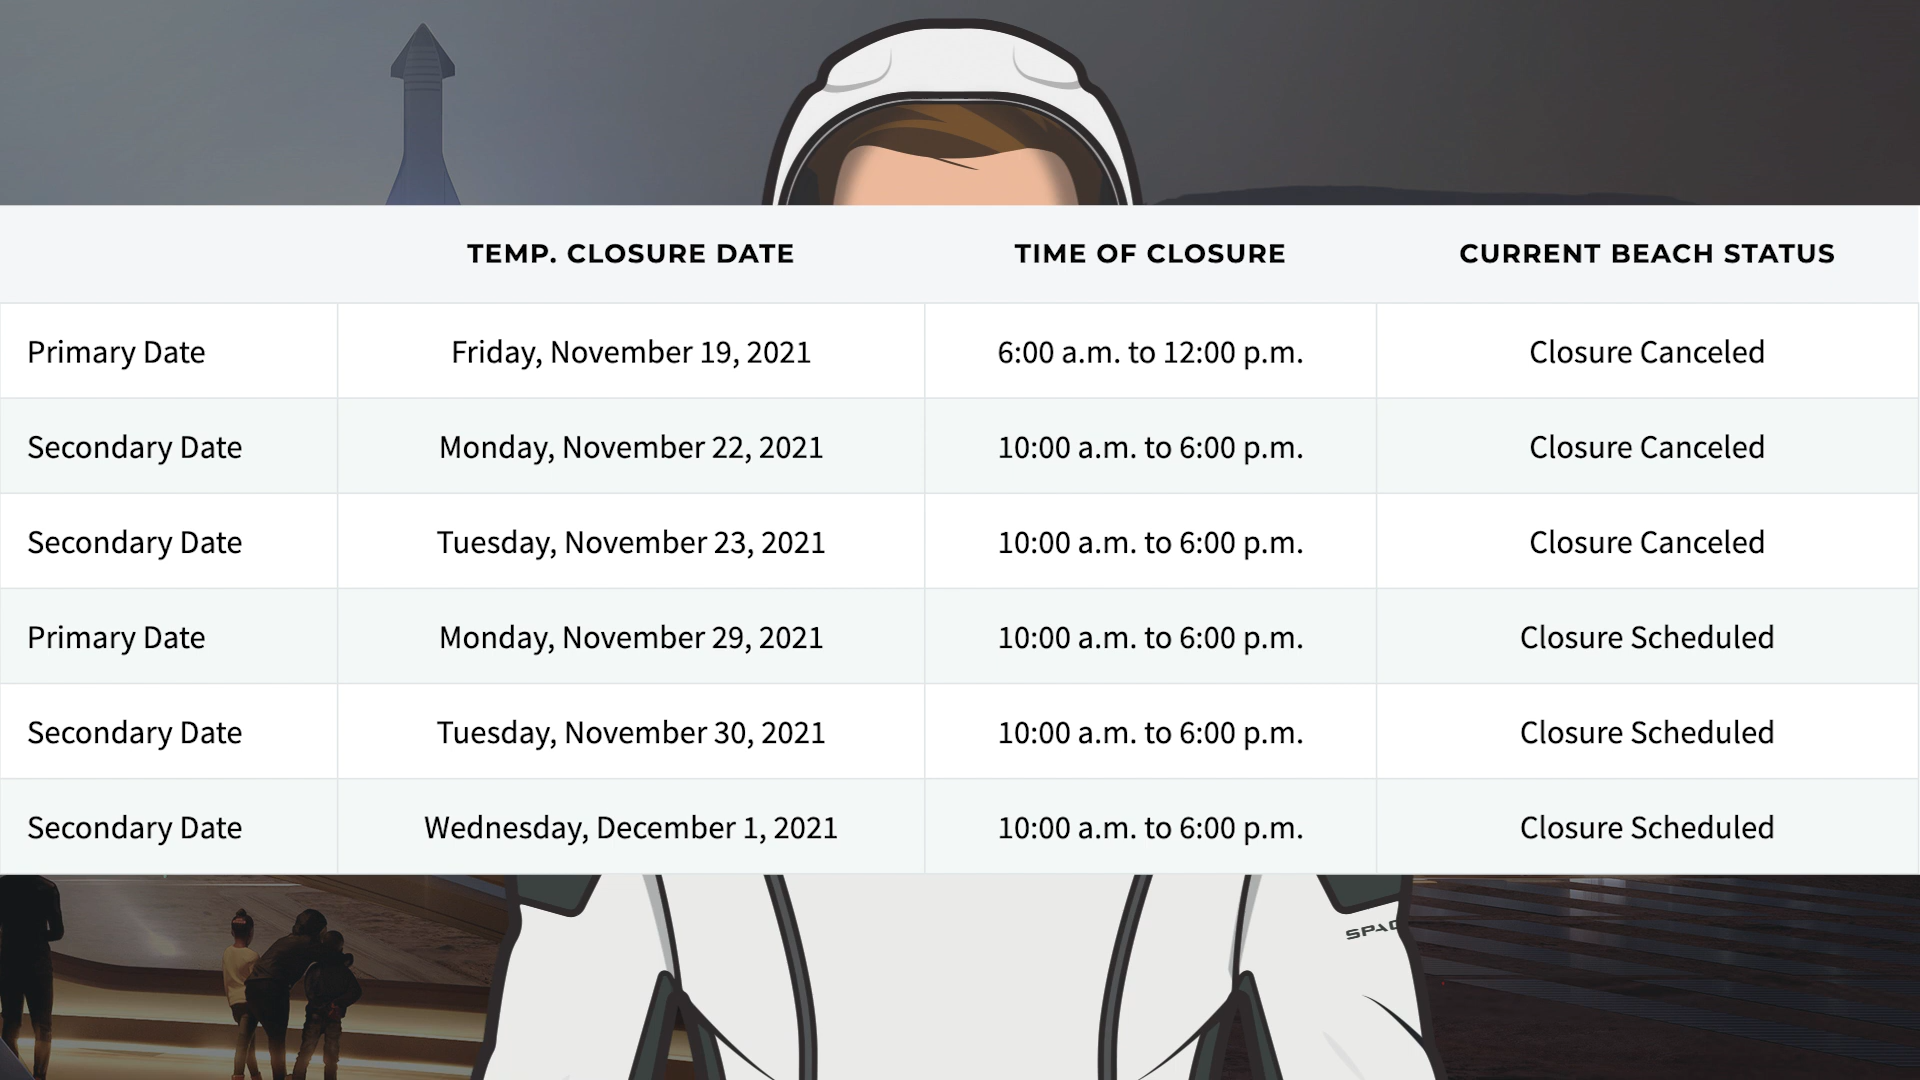 TEMP. CLOSURE DATE TIME OF CLOSURE CURRENT BEACH STATUS
Primary Date Friday, November 19, 2021 6:00 a.m. to 12:00 p.m. Closure Canceled
Secondary Date Monday, November 22, 2021 10:00 a.m. to 6:00 p.m. Closure Canceled
Secondary Date Tuesday, November 23, 2021 10:00 a.m. to 6:00 p.m. Closure Canceled
Primary Date Monday, November 29, 2021 10:00 a.m. to 6:00 p.m. Closure Scheduled
Secondary Date Tuesday, November 30, 2021 10:00 a.m. to 6:00 p.m. Closure Scheduled
Secondary Date Wednesday, December 1, 2021 10:00 a.m. to 6:00 p.m. Closure Scheduled
SPAC